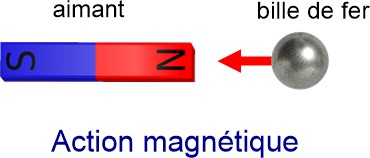 aimant
bille de fer
S
N
Action magnétique